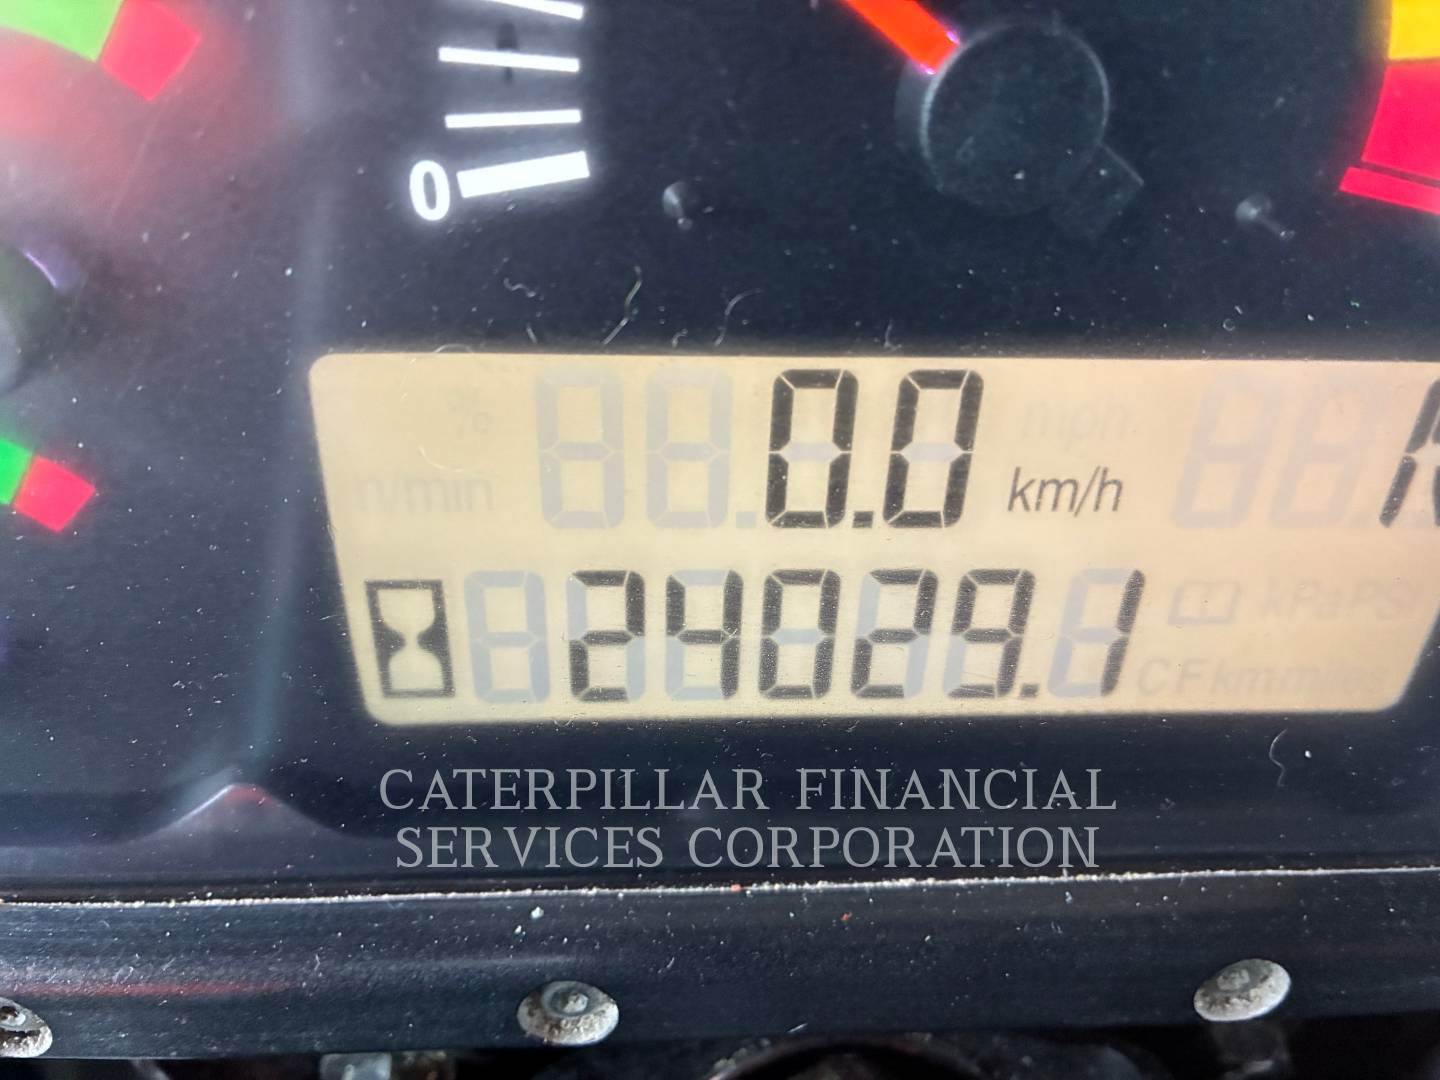 0
0.0 km/h
24029.1
CATERPILLAR FINANCIAL
SERVICES CORPORATION